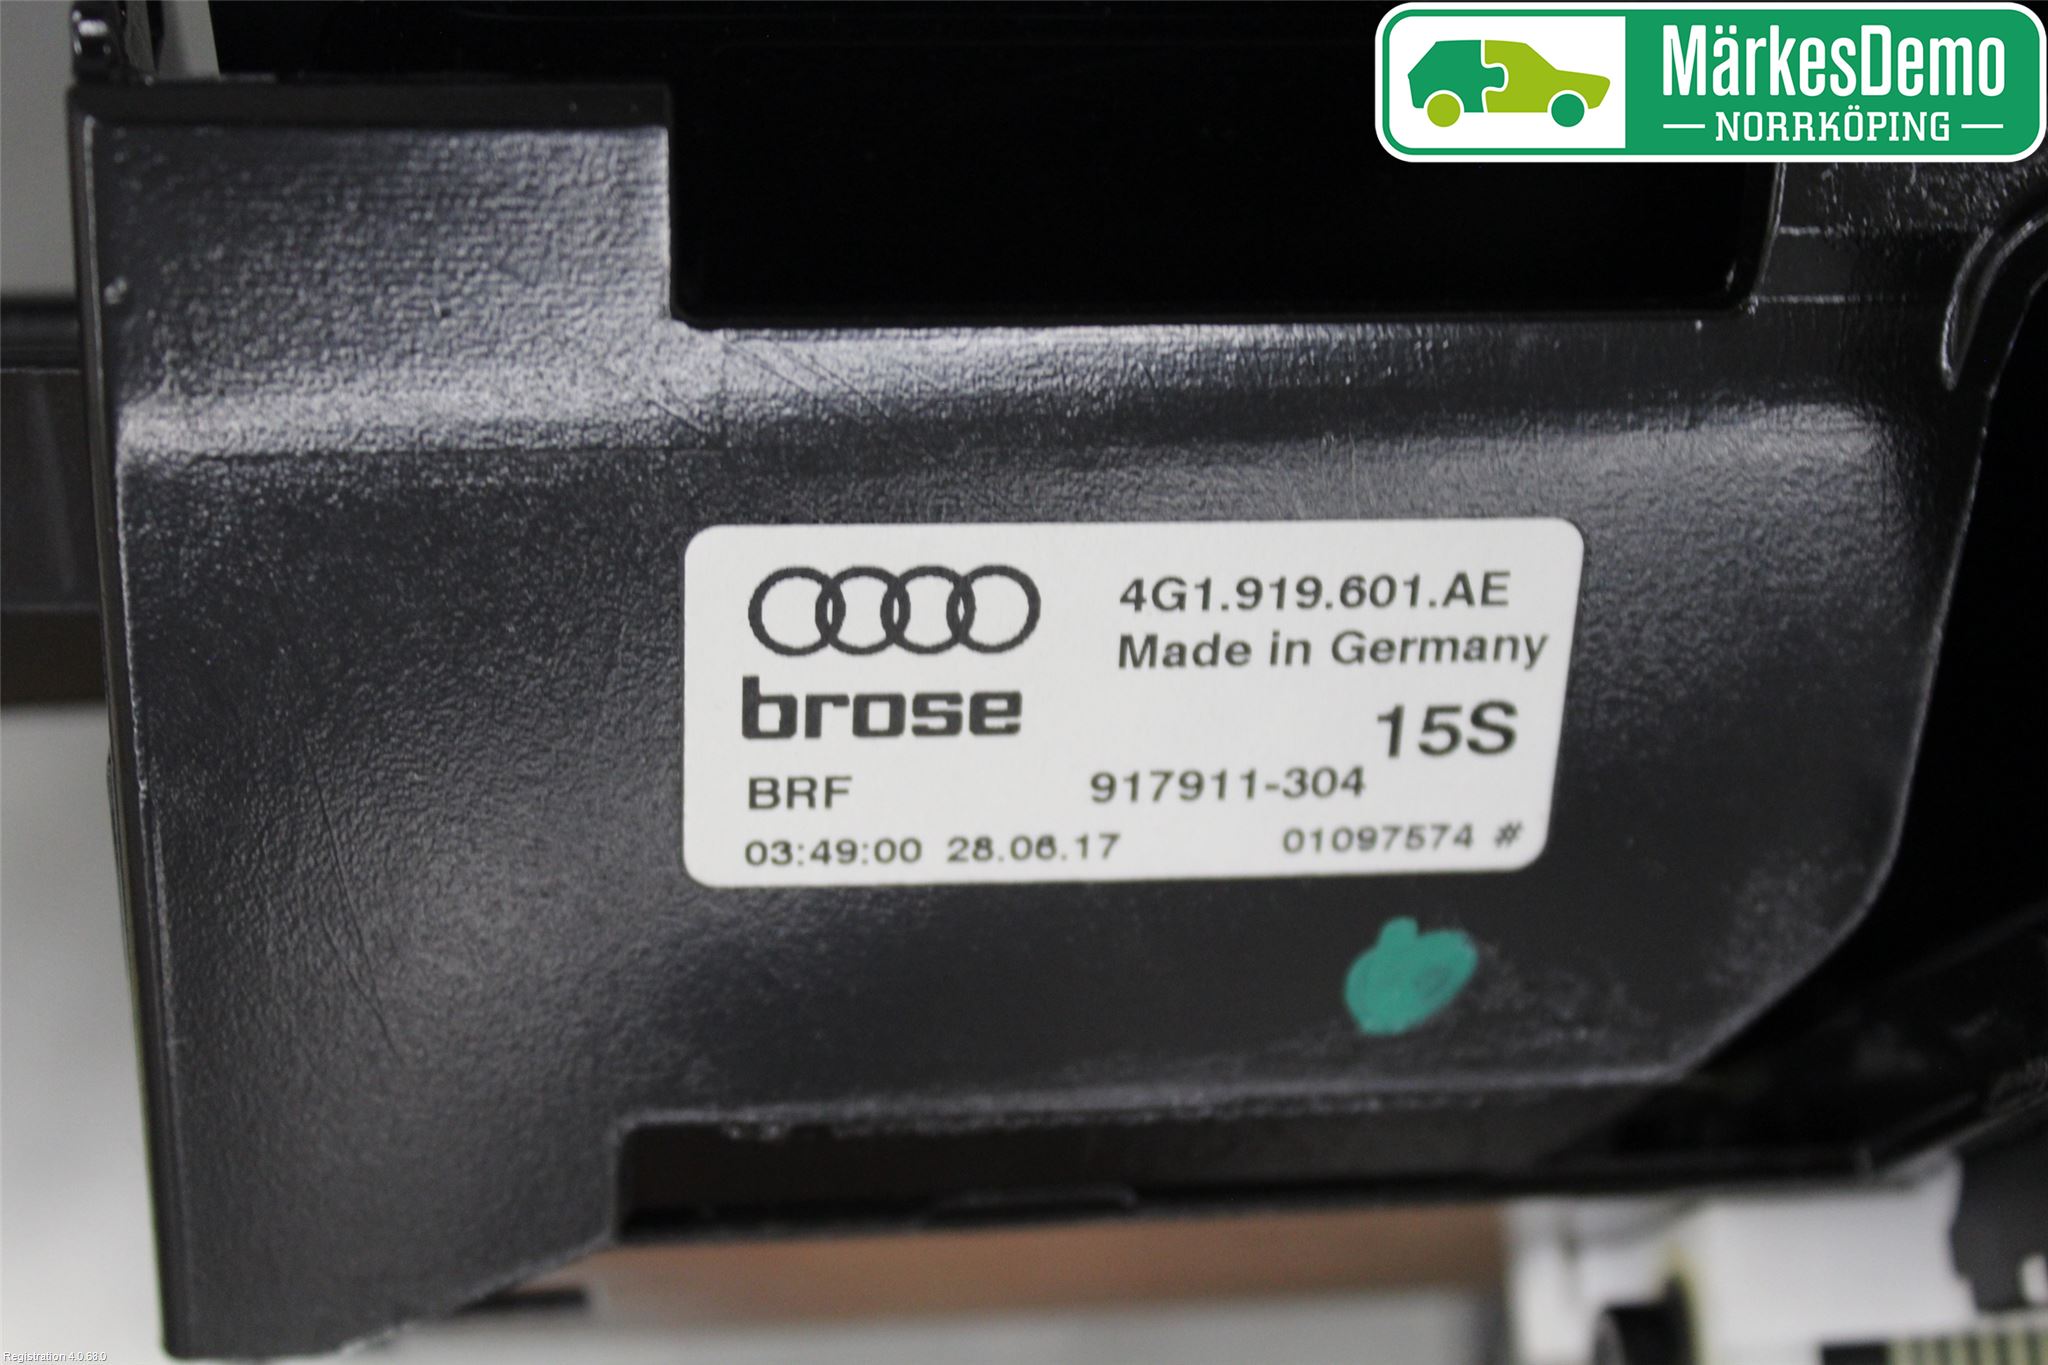 MärkesDemo
NORRKÖPING
4G1.919.601.AE
Made in Germany
brose
15S
BRF 917911-304
03:49:00 28.06.17 01097574 #
Registration 4.0.68.0